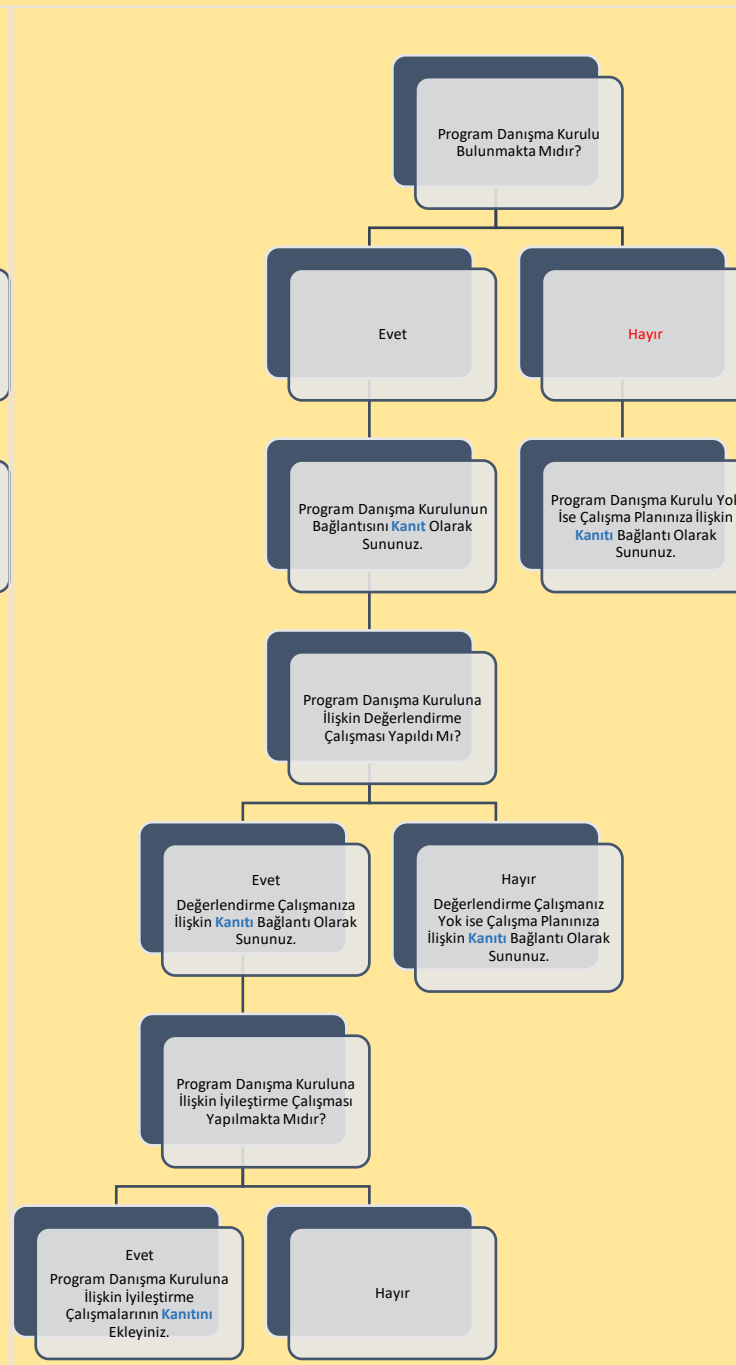 Program Danışma Kurulu
Bulunmakta Mıdır?
Evet
Hayır
Program Danışma Kurulunun
Bağlantısını Kanıt Olarak
Sununuz.
Program Danışma Kurulu Yok
İse Çalışma Planınıza İlişkin
Kanıtı Bağlantı Olarak
Sununuz.
Program Danışma Kuruluna
İlişkin Değerlendirme
Çalışması Yapıldı Mı?
Evet
Değerlendirme Çalışmanıza
İlişkin Kanıtı Bağlantı Olarak
Sununuz.
Hayır
Değerlendirme Çalışmanız
Yok ise Çalışma Planınıza
İlişkin Kanıtı Bağlantı Olarak
Sununuz.
Program Danışma Kuruluna
İlişkin İyileştirme Çalışması
Yapılmakta Mıdır?
Evet
Program Danışma Kuruluna
İlişkin İyileştirme
Çalışmalarının Kanıtını
Ekleyiniz.
Hayır